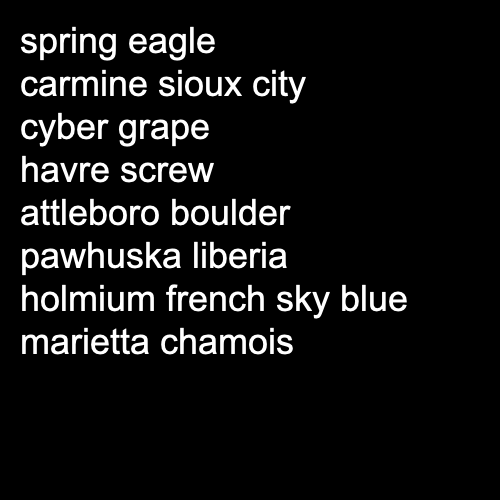 spring eagle
carmine sioux city
cyber grape
havre screw
attleboro boulder
pawhuska liberia
holmium french sky blue
marietta chamois